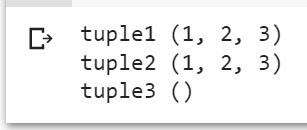 tuple1 (1, 2, 3)
tuple2 (1, 2, 3)
tuple3 ()